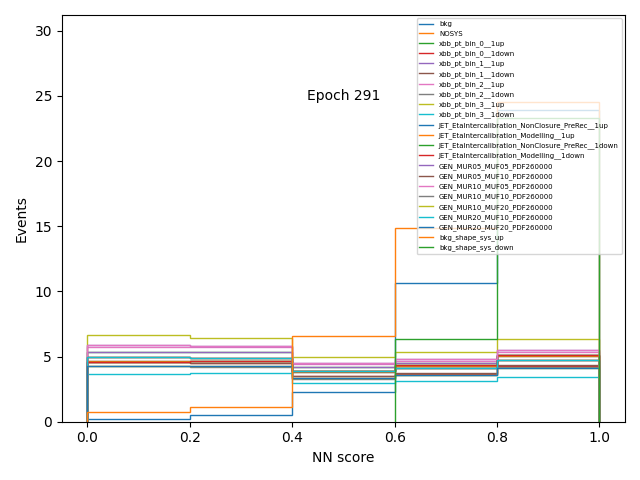 30
25
20
15
10
5
0
Events
Epoch 291
bkg
NOSYS
xbb_pt_bin_0__1up
xbb_pt_bin_0__1down
xbb_pt_bin_1__1up
xbb_pt_bin_1__1down
xbb_pt_bin_2__1up
xbb_pt_bin_2__1down
xbb_pt_bin_3__1up
xbb_pt_bin_3__1down
JET_EtaIntercalibration_NonClosure_PreRec__1up
JET_EtaIntercalibration_Modelling__1up
JET_EtaIntercalibration_NonClosure_PreRec__1down
JET_EtaIntercalibration_Modelling__1down
GEN_MUR05_MUF05_PDF260000
GEN_MUR05_MUF10_PDF260000
GEN_MUR10_MUF05_PDF260000
GEN_MUR10_MUF10_PDF260000
GEN_MUR10_MUF20_PDF260000
GEN_MUR20_MUF10_PDF260000
GEN_MUR20_MUF20_PDF260000
bkg_shape_sys_up
bkg_shape_sys_down
0.0 0.2 0.4 0.6 0.8 1.0
NN score